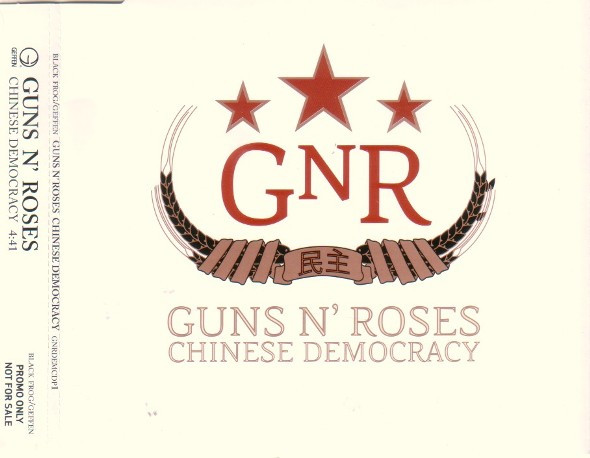 GEFFEN
GUNS N' ROSES
CHINESE DEMOCRACY 4:41
BLACK FROG/GEFFEN
PROMO ONLY
NOT FOR SALE
BLACK FROG/GEFFEN GUNS N' ROSES CHINESE DEMOCRACY GNRDEMCDP1
GNR
民主
GUNS N' ROSES
CHINESE DEMOCRACY